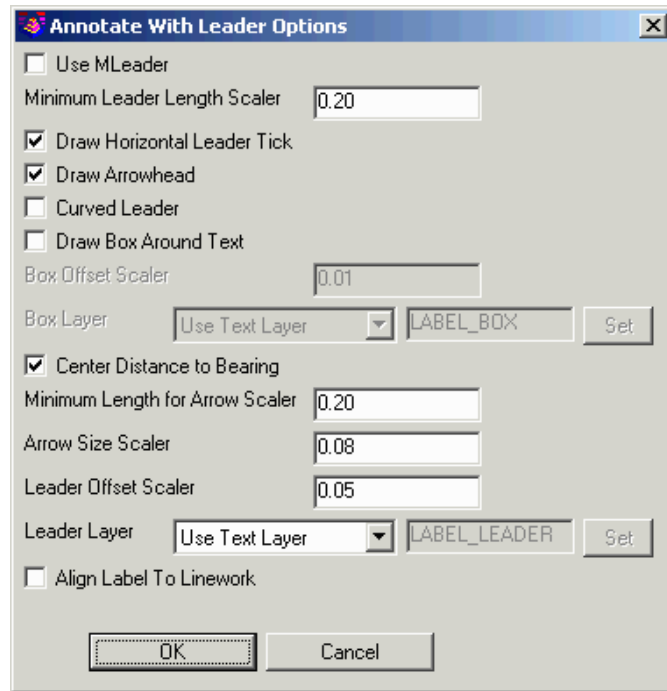 Annotate With Leader Options
Use MLeader
Minimum Leader Length Scaler 0.20
Draw Horizontal Leader Tick
Draw Arrowhead
Curved Leader
Draw Box Around Text
Box Offset Scaler 0.01
Box Layer Use Text Layer LABEL_BOX Set
Center Distance to Bearing
Minimum Length for Arrow Scaler 0.20
Arrow Size Scaler 0.08
Leader Offset Scaler 0.05
Leader Layer Use Text Layer LABEL_LEADER Set
Align Label To Linework
OK Cancel